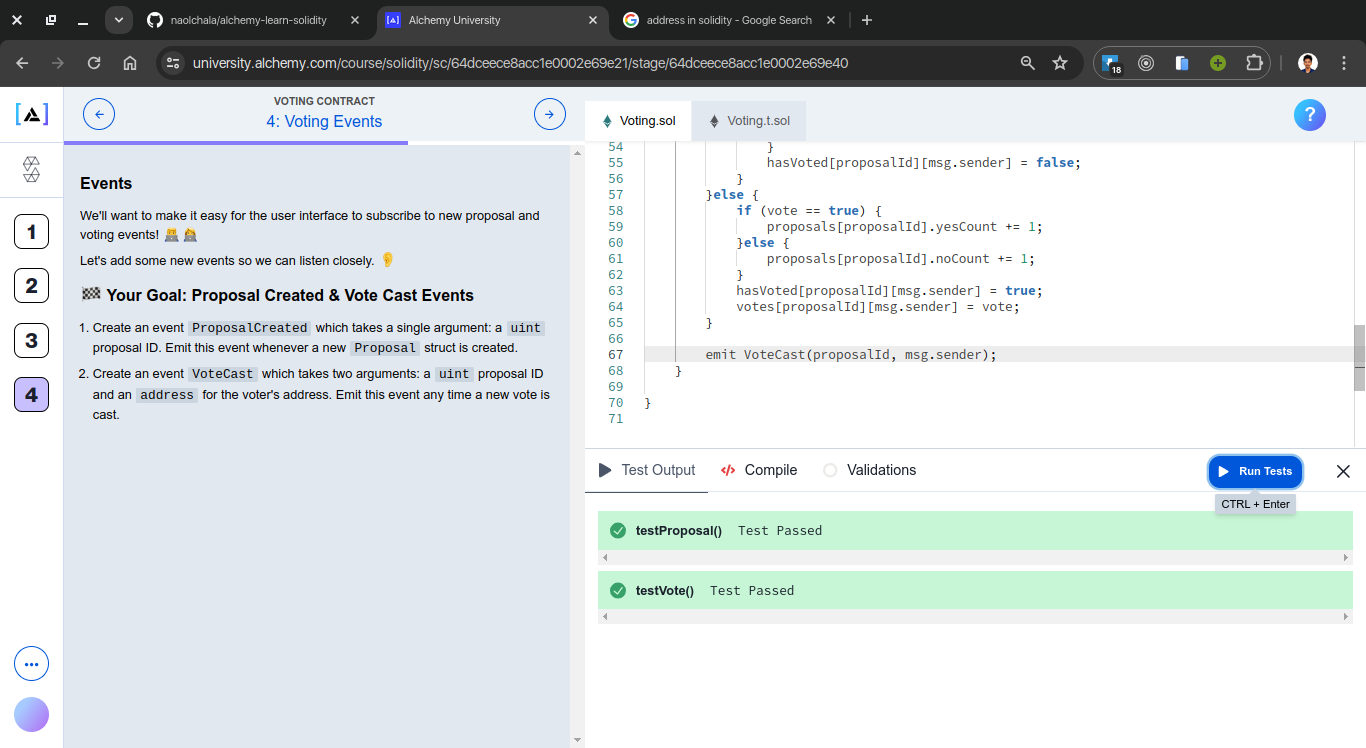 naolchala/alchemy-learn-solidity
Alchemy University
address in solidity - Google Search
university.alchemy.com/course/solidity/sc/64dceece8acc1e0002e69e21/stage/64dceece8acc1e0002e69e40
18
VOTING CONTRACT
4: Voting Events
1
2
3
4
Events
We'll want to make it easy for the user interface to subscribe to new proposal and
voting events!
Let's add some new events so we can listen closely.
Your Goal: Proposal Created & Vote Cast Events
1. Create an event ProposalCreated which takes a single argument: a uint
proposal ID. Emit this event whenever a new Proposal struct is created.
2. Create an event VoteCast which takes two arguments: a uint proposal ID
and an address for the voter's address. Emit this event any time a new vote is
cast.
Voting.sol
Voting.t.sol
?
54 }
55 hasVoted[proposalId][msg.sender] = false;
56 }
57 }else {
58 if (vote == true) {
59 proposals[proposalId].yesCount += 1;
60 }else {
61 proposals[proposalId].noCount += 1;
62 }
63 hasVoted[proposalId][msg.sender] = true;
64 votes[proposalId][msg.sender] = vote;
65 }
66
67 emit VoteCast(proposalId, msg.sender);
68 }
69
70 }
71
Test Output
Compile
Validations
Run Tests
CTRL + Enter
testProposal() Test Passed
testVote() Test Passed